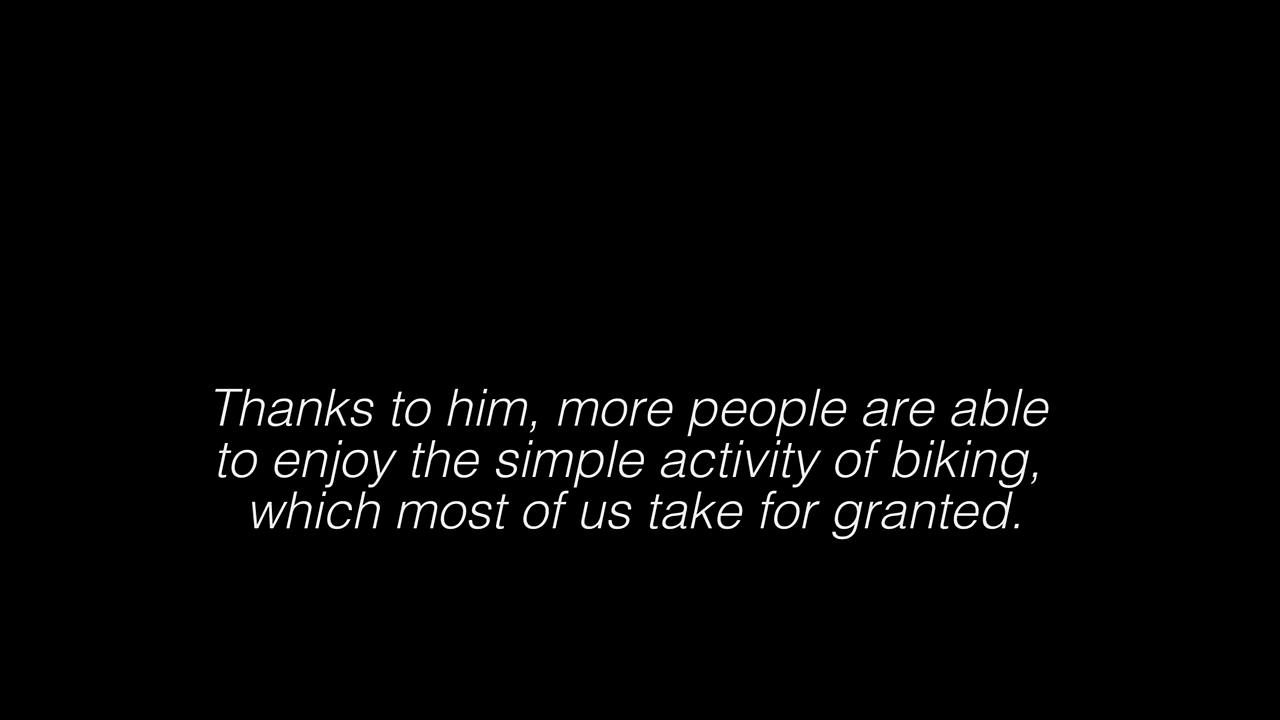 Thanks to him, more people are able
to enjoy the simple activity of biking,
which most of us take for granted.